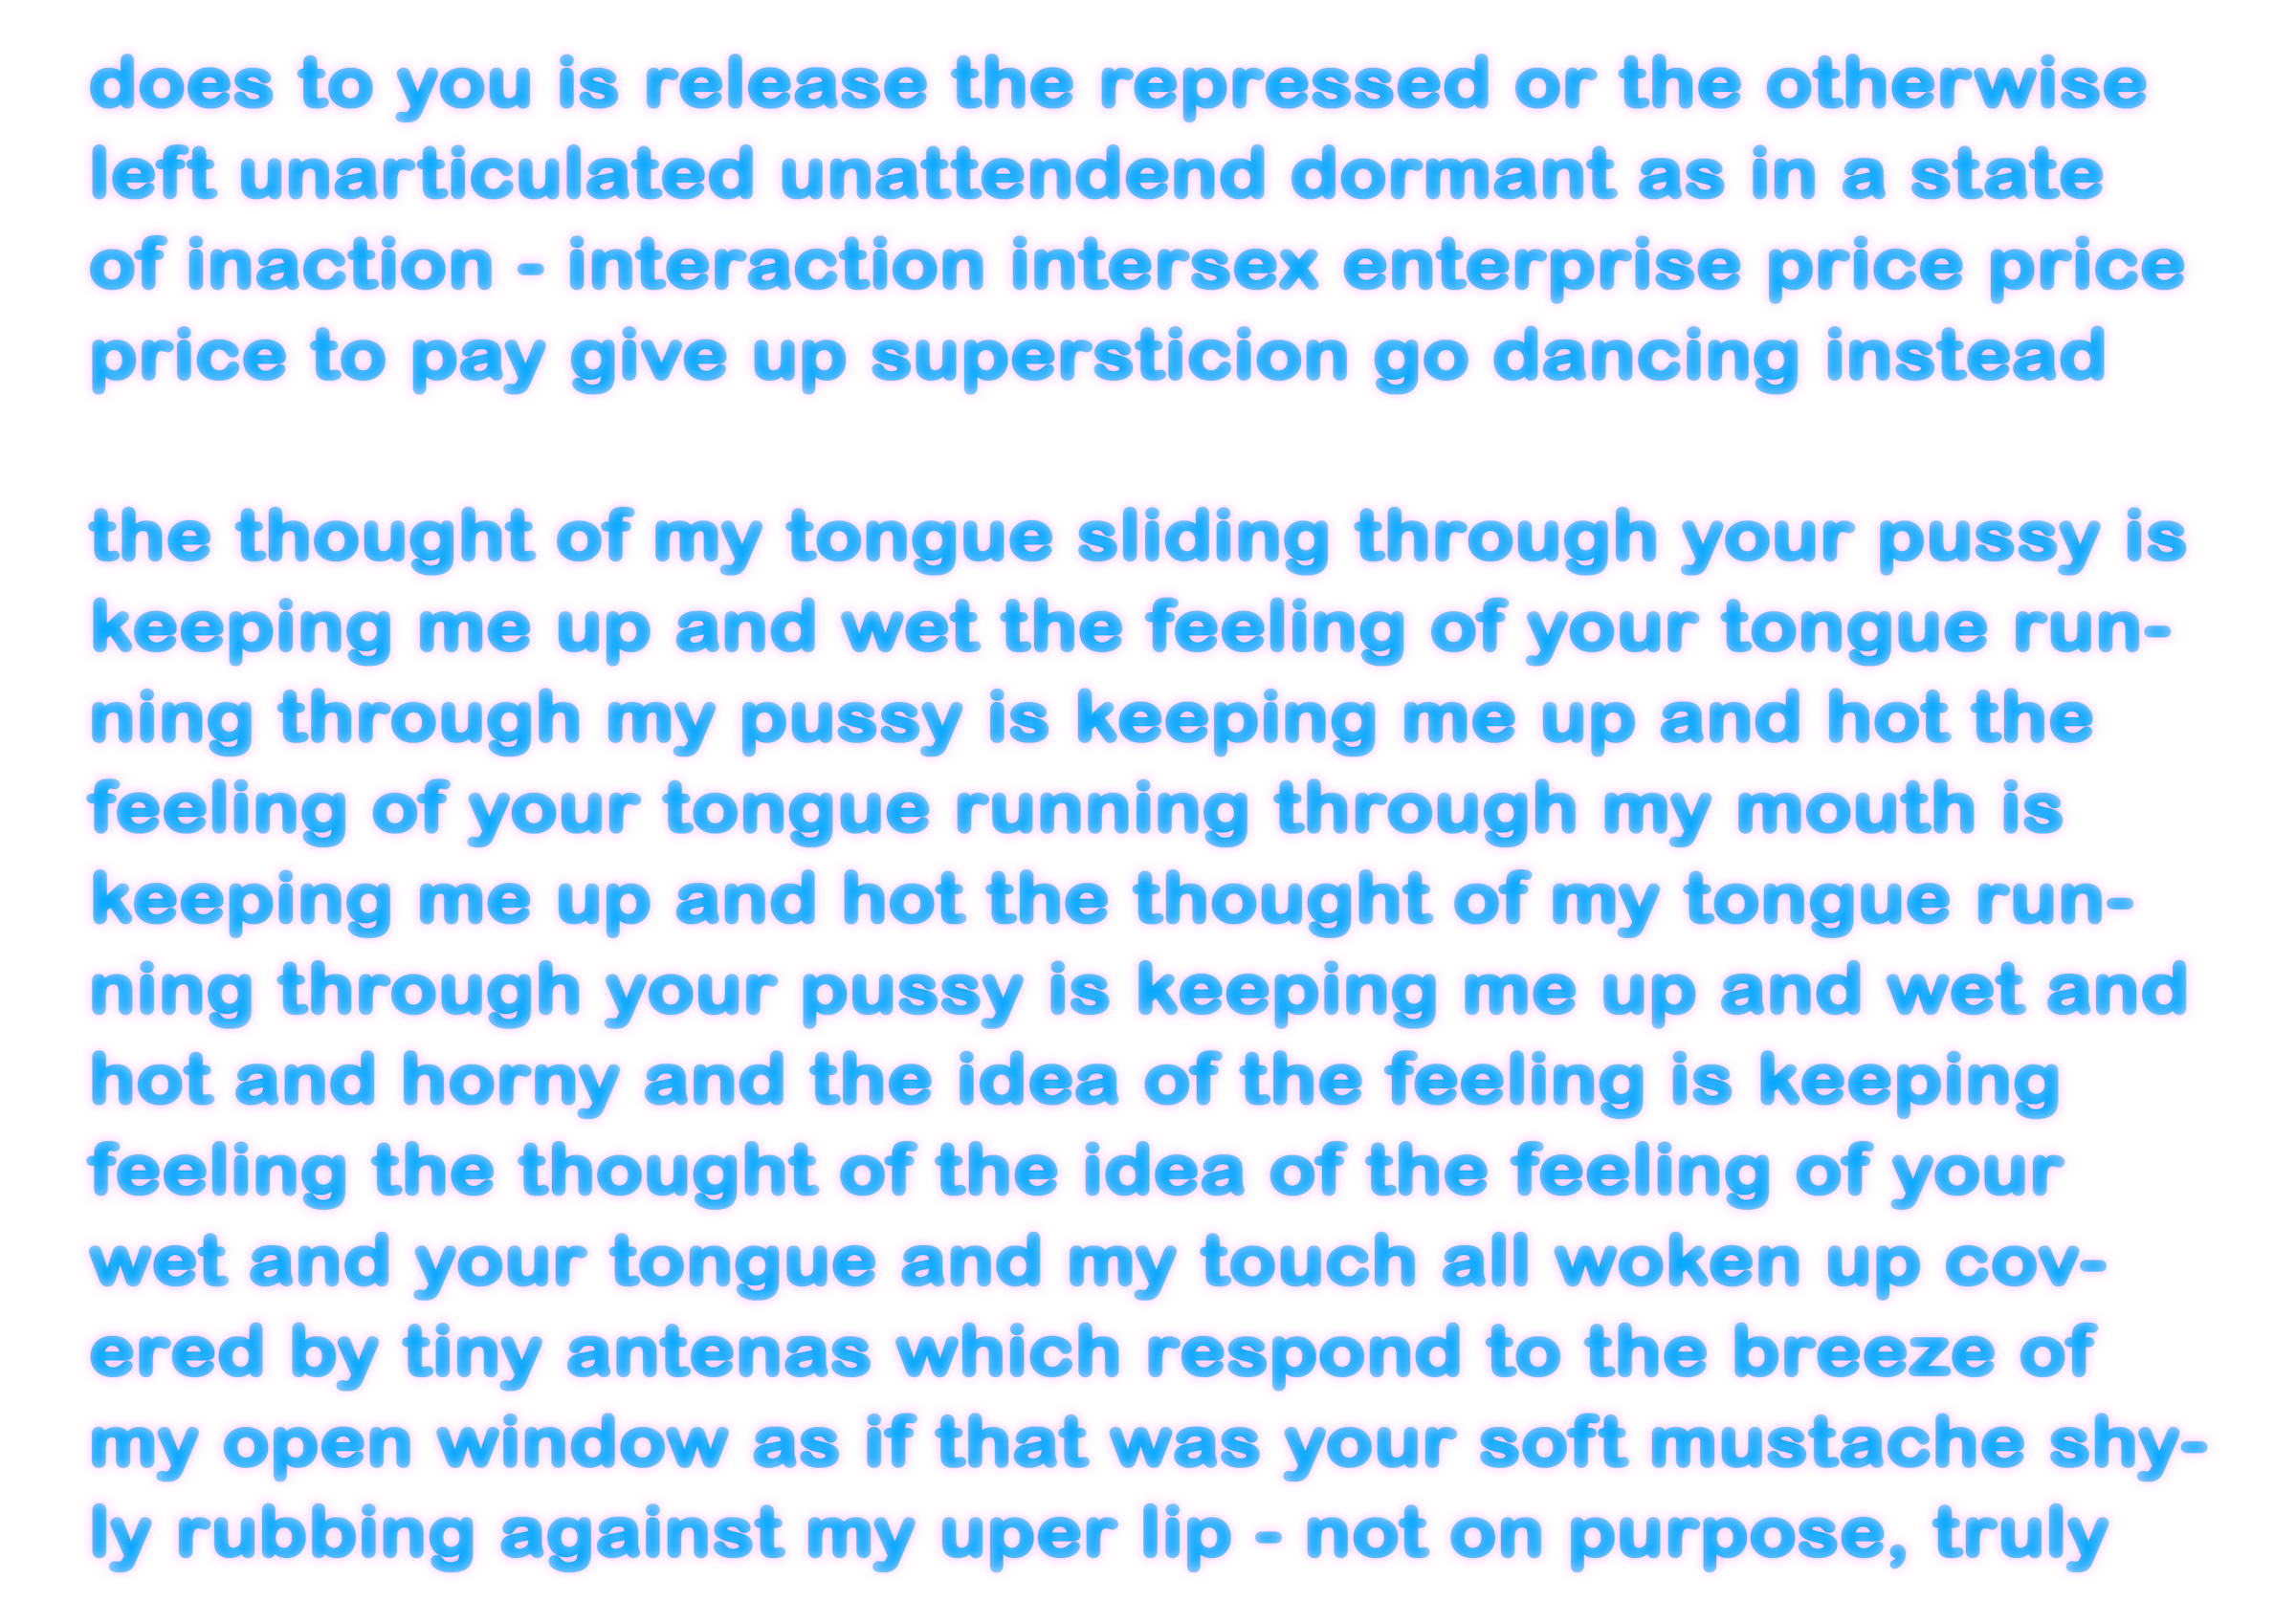 does to you is release the repressed or the otherwise
left unarticulated unattendend dormant as in a state
of inaction - interaction intersex enterprise price price
price to pay give up supersticion go dancing instead
the thought of my tongue sliding through your pussy is
keeping me up and wet the feeling of your tongue run-
ning through my pussy is keeping me up and hot the
feeling of your tongue running through my mouth is
keeping me up and hot the thought of my tongue run-
ning through your pussy is keeping me up and wet and
hot and horny and the idea of the feeling is keeping
feeling the thought of the idea of the feeling of your
wet and your tongue and my touch all woken up cov-
ered by tiny antenas which respond to the breeze of
my open window as if that was your soft mustache shy-
ly rubbing against my uper lip - not on purpose, truly